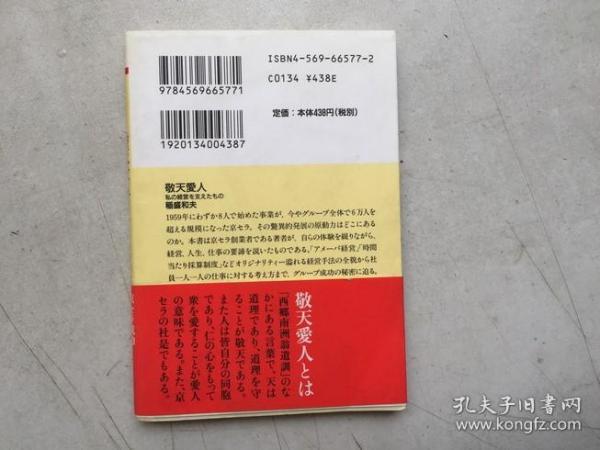 ISBN4-569-66577-2
C0134 ¥438E
9784569665771
定価：本体438円（税別）
1920134004387
敬天愛人
私の経営を支えたもの
稲盛和夫
1959年にわずか8人で始めた事業が、今やグループ全体で6万人を
超える規模になった京セラ。その驚異的発展の原動力はどこにある
のか。本書は京セラ創業者である著者が、自らの体験を綴りながら、
経営、人生、仕事の要諦を説いたものである。「アメーバ経営」「時間
当たり採算制度」などオリジナリティー溢れる経営手法の全貌から社
員一人一人の仕事に対する考え方まで、グループ成功の秘密に迫る。
敬天愛人とは
「西郷南洲翁遺訓」のな
かにある言葉で、天は
道理であり、道理を守
ることが敬天である。
また人は皆自分の同胞
であり、仁の心をもって
衆を愛することが愛人
の意味である。また、京
セラの社是でもある。
孔夫子旧书网
www.kongfz.com